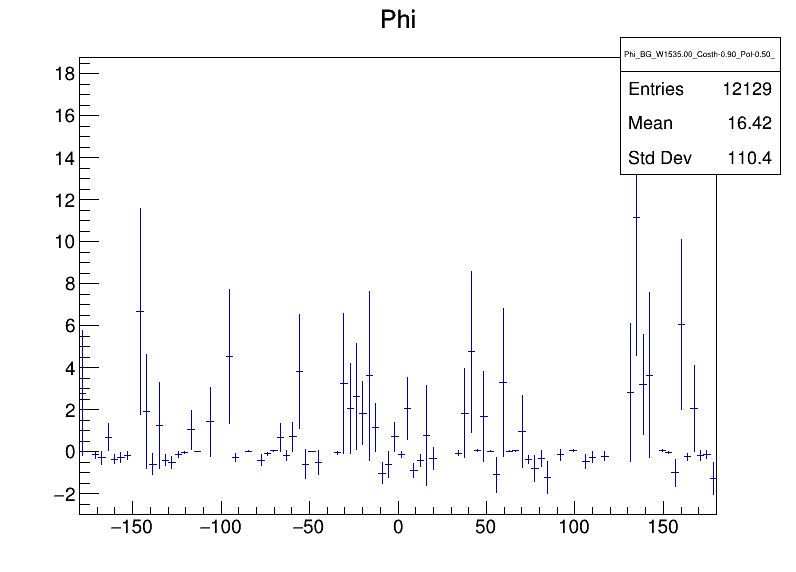 Phi
Phi_BG_W1535.00_Costh-0.90_Pol-0.50_
Entries 12129
Mean 16.42
Std Dev 110.4
18
16
14
12
10
8
6
4
2
0
−2
−150 −100 −50 0 50 100 150